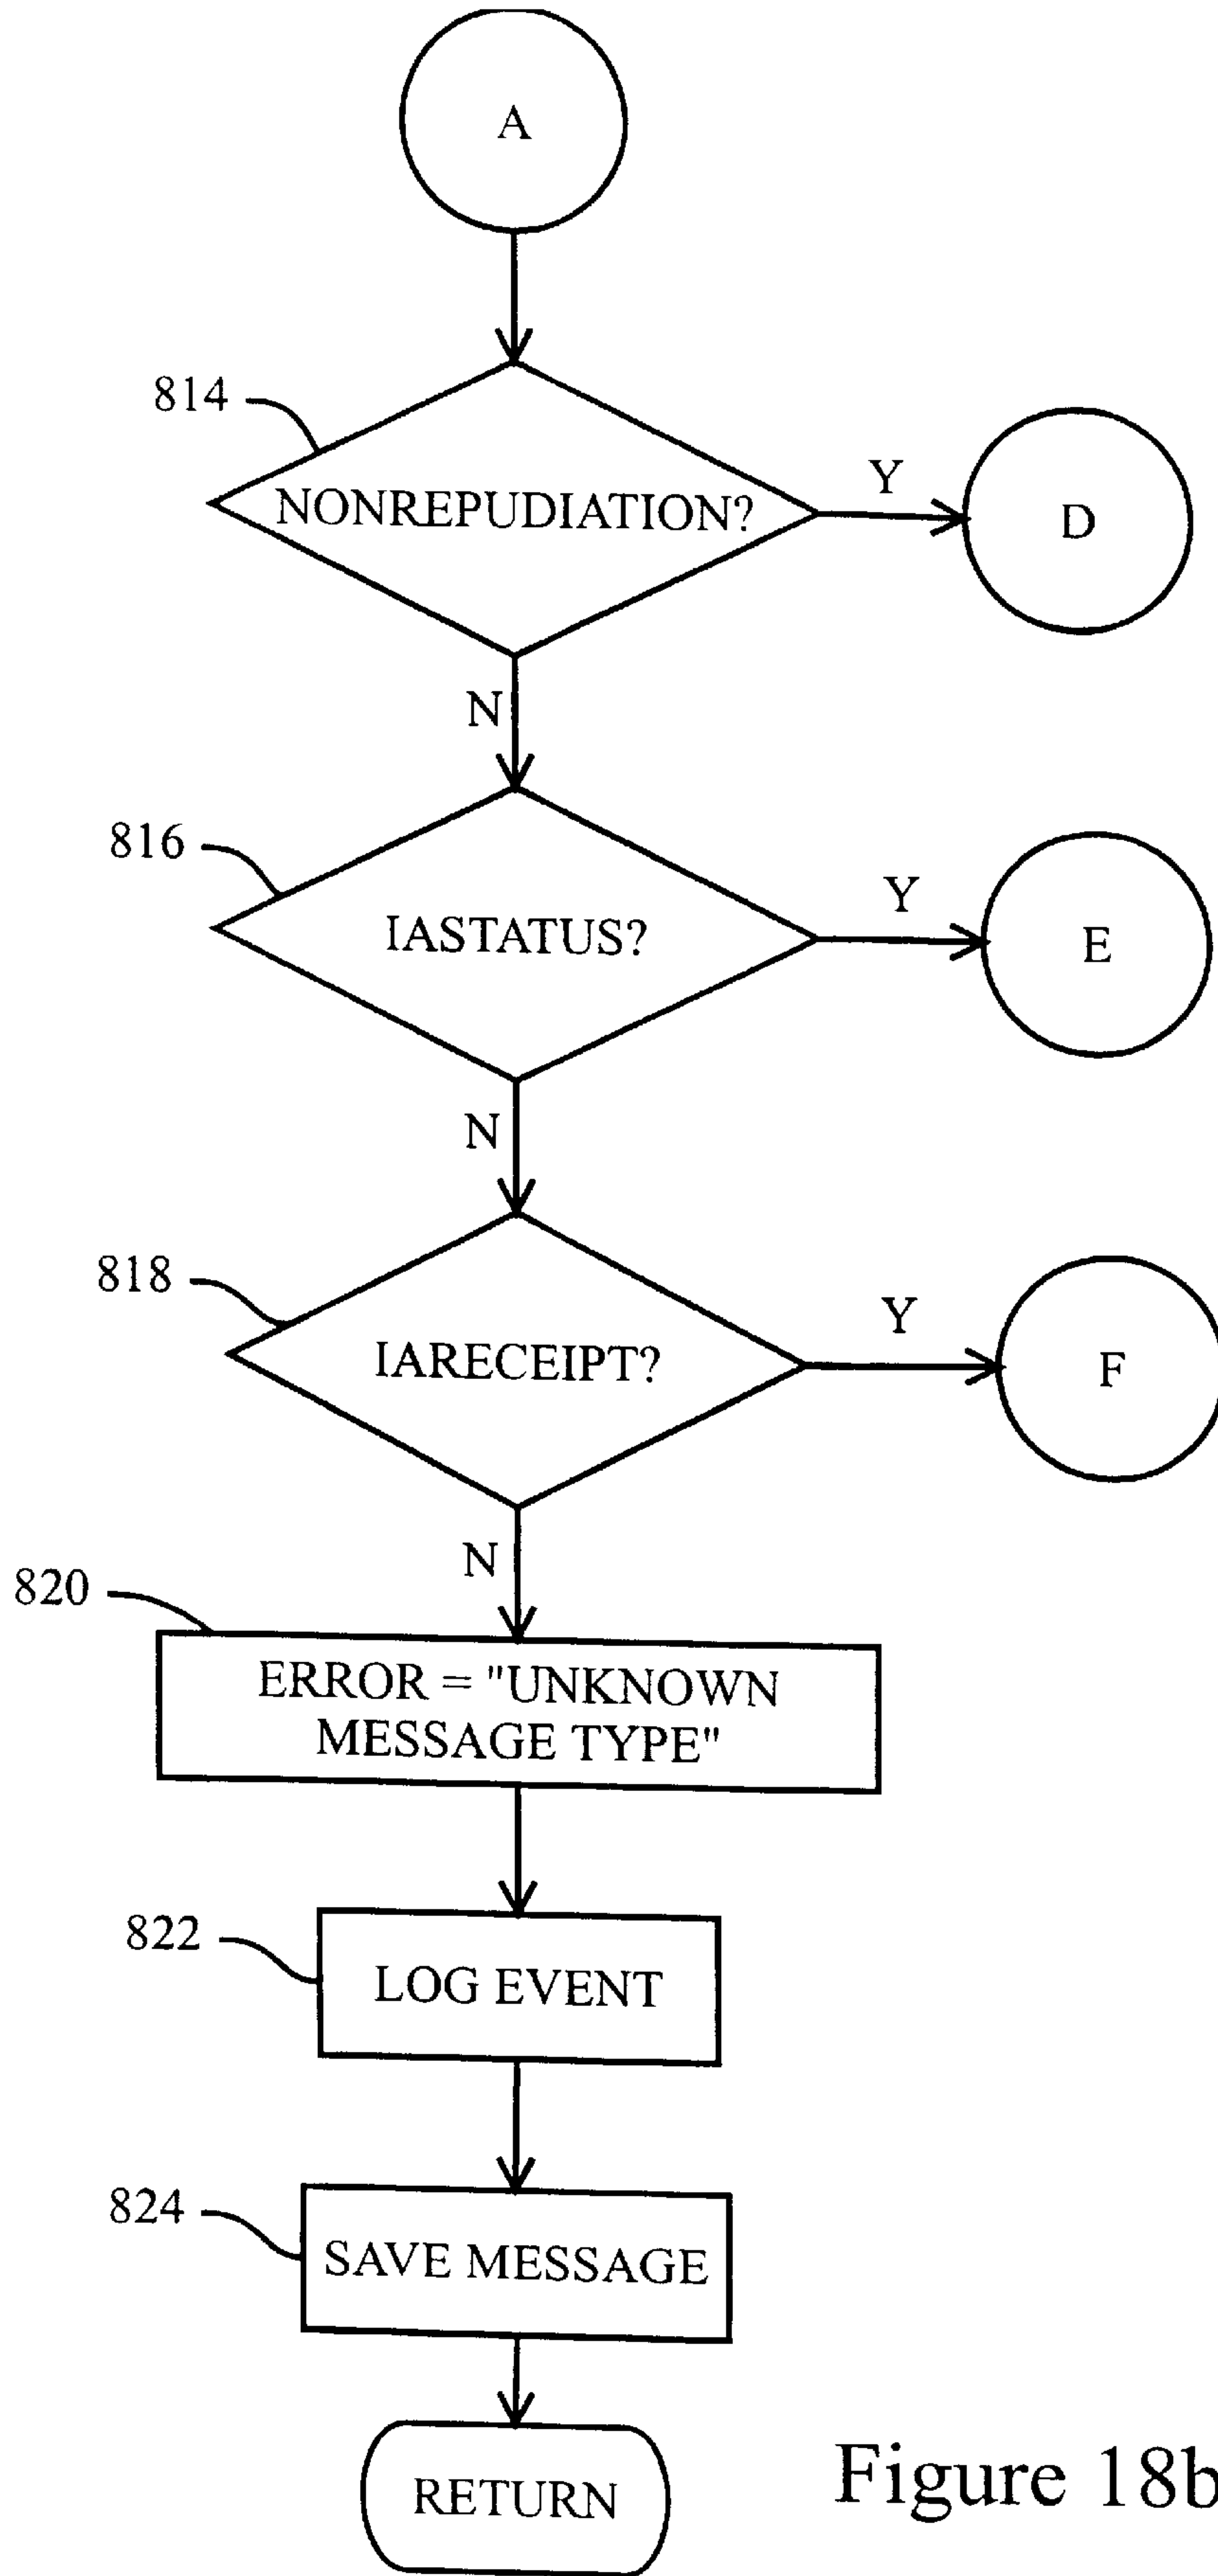 A
814
NONREPUDIATION?
Y
D
N
816
IASTATUS?
Y
E
N
818
IARECEIPT?
Y
F
N
820
ERROR = "UNKNOWN
MESSAGE TYPE"
822
LOG EVENT
824
SAVE MESSAGE
RETURN
Figure 18b